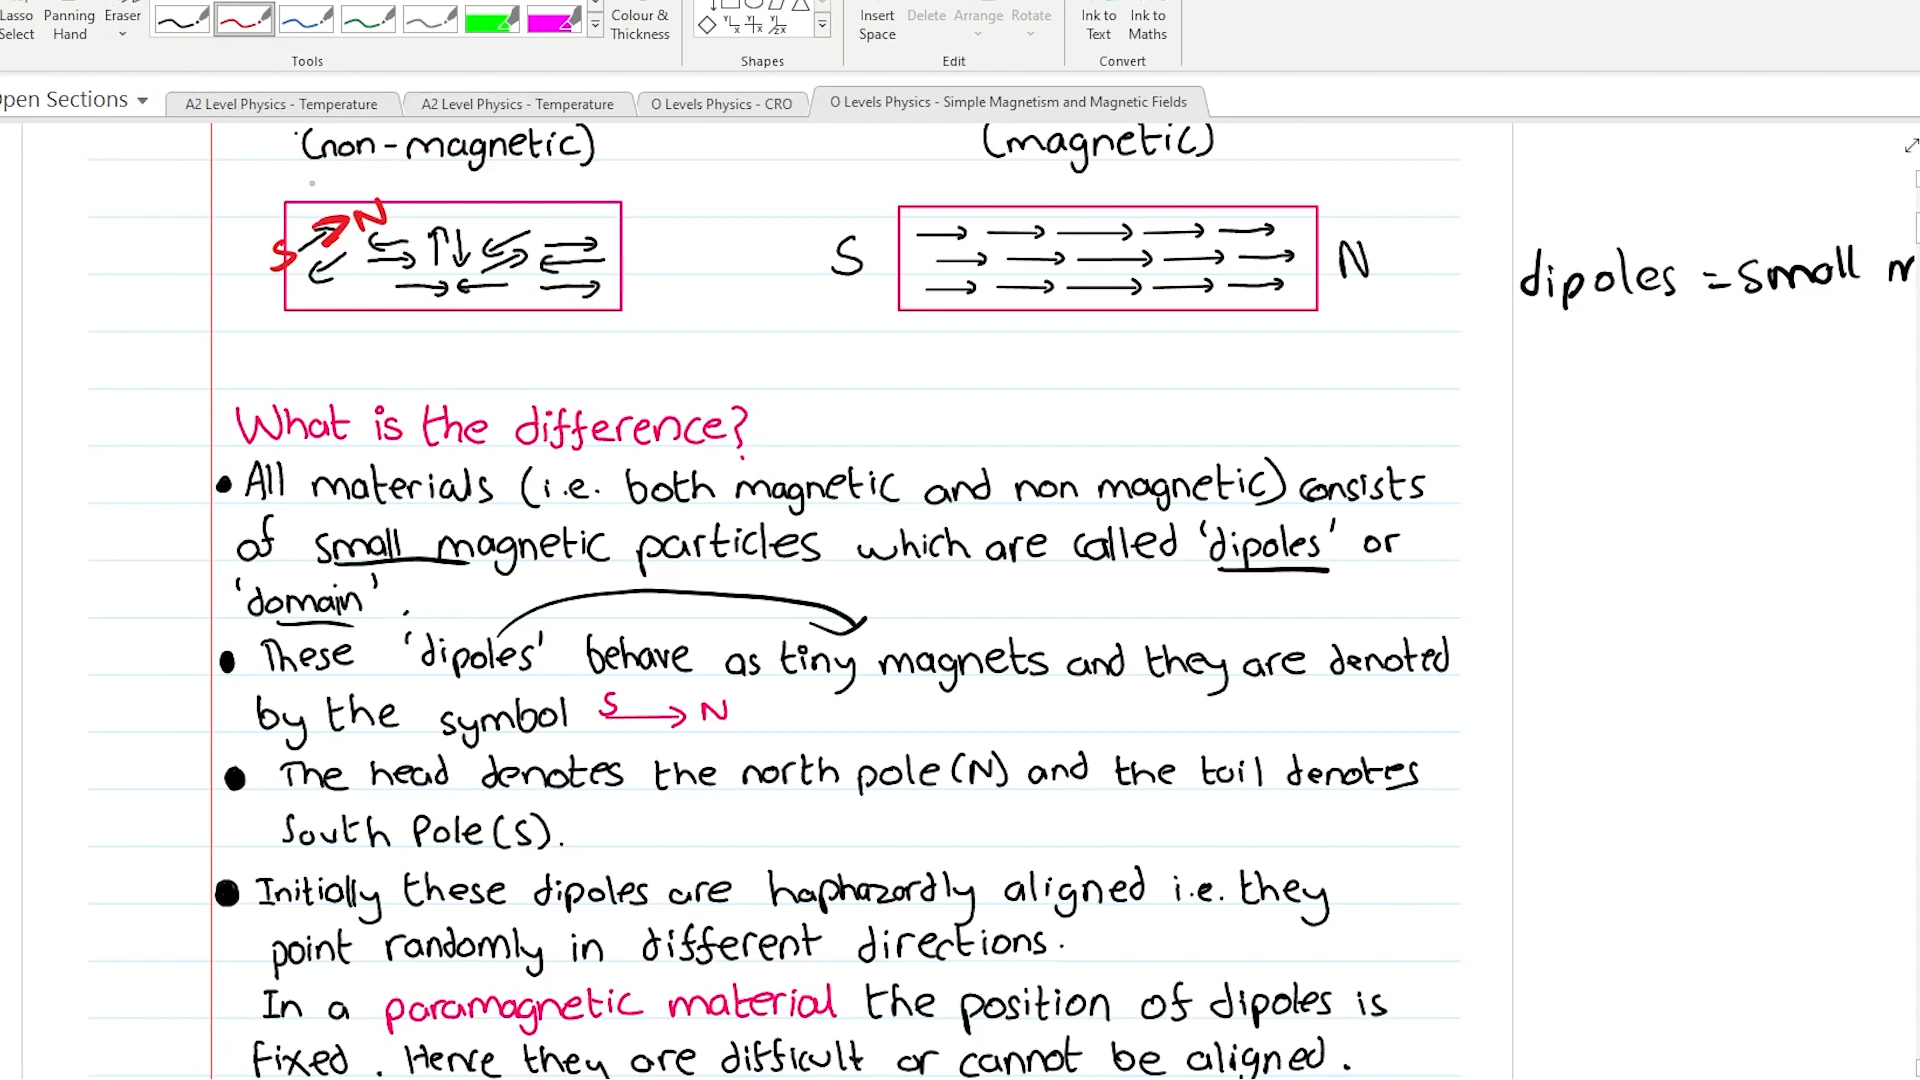 Lasso Select
Panning Hand
Eraser
Colour & Thickness
Insert Space
Delete
Arrange
Rotate
Ink to Text
Ink to Maths
Tools
Shapes
Edit
Convert
pen Sections
A2 Level Physics - Temperature
A2 Level Physics - Temperature
O Levels Physics - CRO
O Levels Physics - Simple Magnetism and Magnetic Fields
(non-magnetic)
(magnetic)
S N
S N
dipoles = small m
What is the difference?
• All materials (i.e. both magnetic and non magnetic) consists
of small magnetic particles which are called 'dipoles' or
'domain'.
• These 'dipoles' behave as tiny magnets and they are denoted
by the symbol S → N
• The head denotes the north pole (N) and the tail denotes
South Pole (S).
• Initially these dipoles are haphazardly aligned i.e. they
point randomly in different directions.
In a paramagnetic material the position of dipoles is
fixed. Hence they are difficult or cannot be aligned.